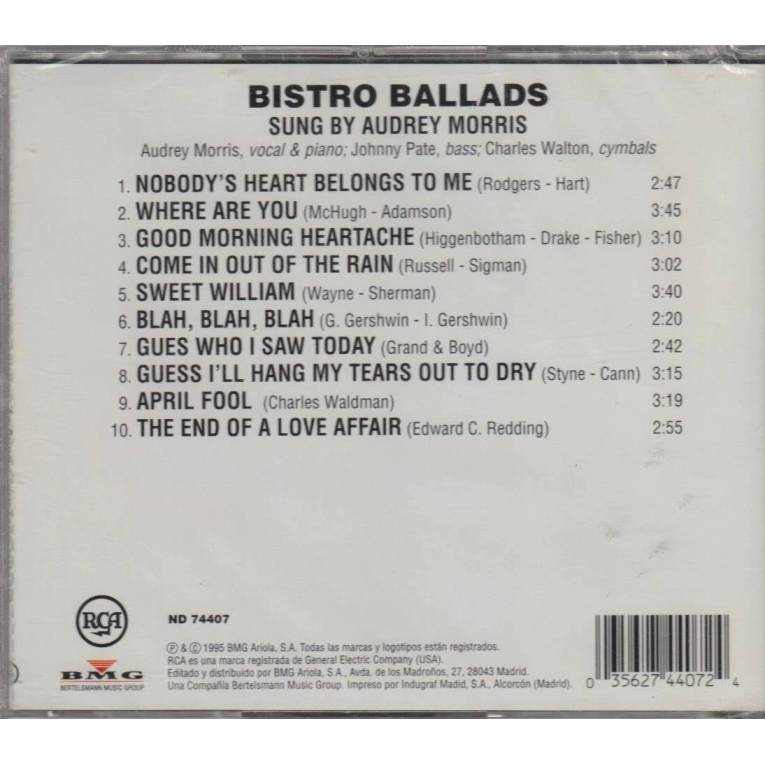 BISTRO BALLADS
SUNG BY AUDREY MORRIS
Audrey Morris, vocal & piano; Johnny Pate, bass; Charles Walton, cymbals
1. NOBODY'S HEART BELONGS TO ME (Rodgers - Hart) 2:47
2. WHERE ARE YOU (McHugh - Adamson) 3:45
3. GOOD MORNING HEARTACHE (Higgenbotham - Drake - Fisher) 3:10
4. COME IN OUT OF THE RAIN (Russell - Sigman) 3:02
5. SWEET WILLIAM (Wayne - Sherman) 3:40
6. BLAH, BLAH, BLAH (G. Gershwin - I. Gershwin) 2:20
7. GUES WHO I SAW TODAY (Grand & Boyd) 2:42
8. GUESS I'LL HANG MY TEARS OUT TO DRY (Styne - Cann) 3:15
9. APRIL FOOL (Charles Waldman) 3:19
10. THE END OF A LOVE AFFAIR (Edward C. Redding) 2:55
RCA
ND 74407
BMG
BERTELSMANN MUSIC GROUP
℗ & © 1995 BMG Ariola, S.A. Todas las marcas y logotipos están registrados.
RCA es una marca registrada de General Electric Company (USA).
Editado y distribuido por BMG Ariola, S.A., Avda. de los Madroños, 27, 28043 Madrid.
Una Compañía Bertelsmann Music Group. Impreso por Indugraf Madid, S.A., Alcorcón (Madrid).
0 35627 44072 4